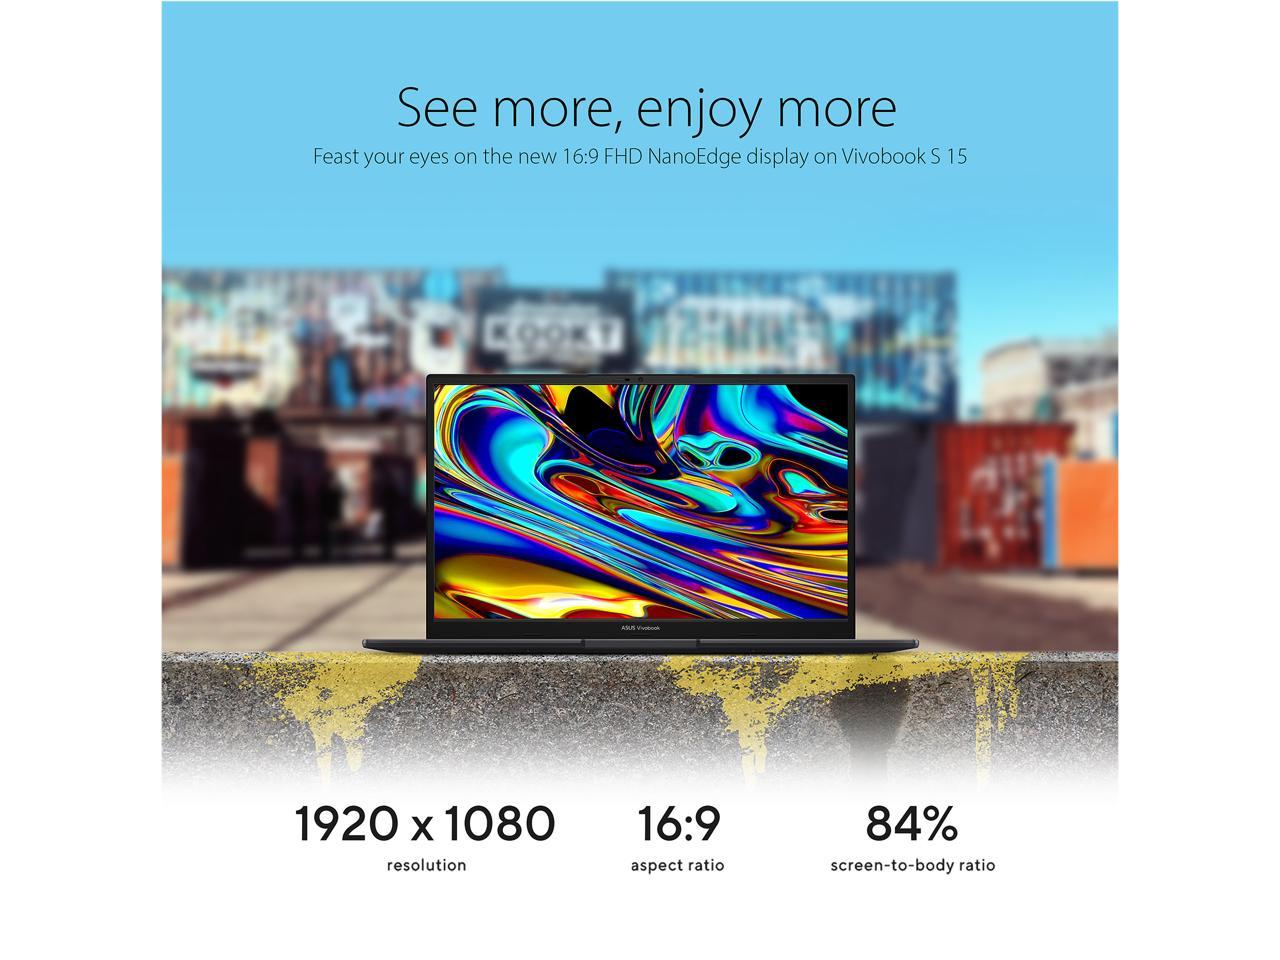 See more, enjoy more
Feast your eyes on the new 16:9 FHD NanoEdge display on Vivobook S 15
KOOKT
ASUS Vivobook
1920 x 1080
16:9
84%
resolution
aspect ratio
screen-to-body ratio